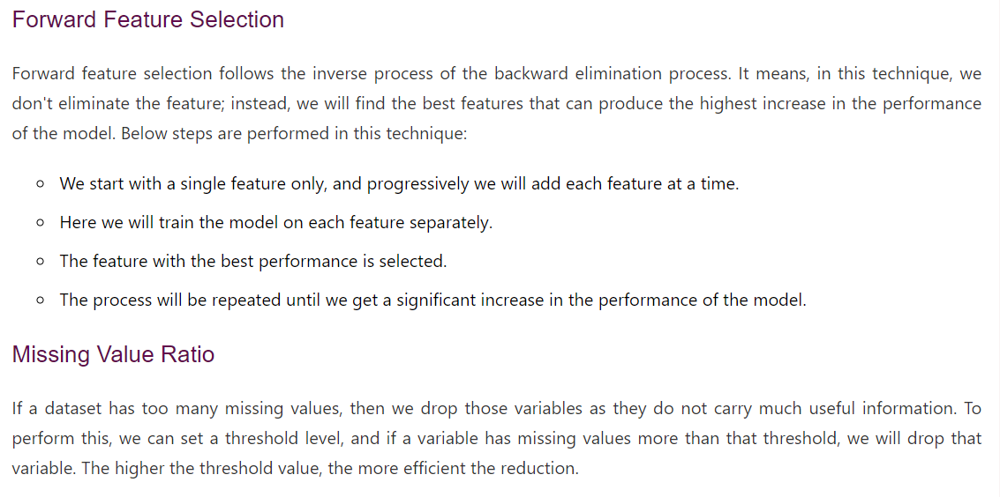 Forward Feature Selection
Forward feature selection follows the inverse process of the backward elimination process. It means, in this technique, we
don't eliminate the feature; instead, we will find the best features that can produce the highest increase in the performance
of the model. Below steps are performed in this technique:
We start with a single feature only, and progressively we will add each feature at a time.
Here we will train the model on each feature separately.
The feature with the best performance is selected.
The process will be repeated until we get a significant increase in the performance of the model.
Missing Value Ratio
If a dataset has too many missing values, then we drop those variables as they do not carry much useful information. To
perform this, we can set a threshold level, and if a variable has missing values more than that threshold, we will drop that
variable. The higher the threshold value, the more efficient the reduction.